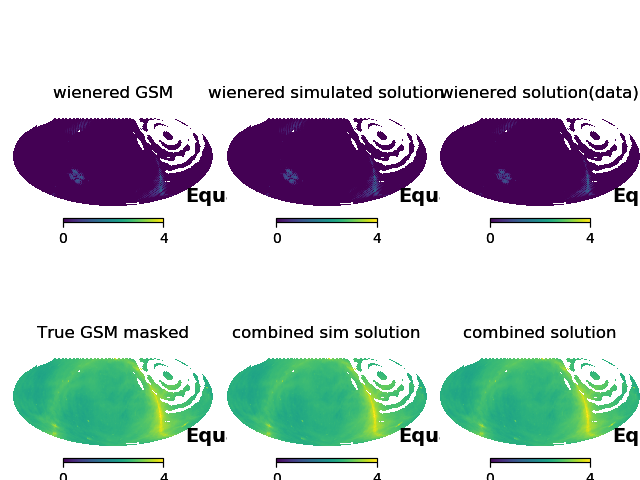 wienered GSM
wienered simulated solution
wienered solution(data)
Equ
Equ
Eq
0 4
0 4
0 4
True GSM masked
combined sim solution
combined solution
Equ
Equ
Eq
0 4
0 4
0 4